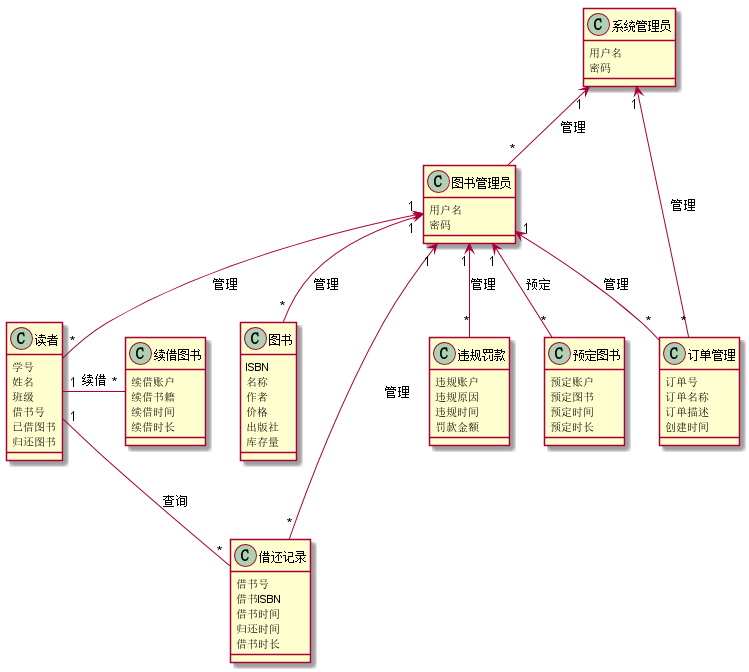 C 系统管理员
用户名
密码
1
1
管理
*
管理
C 图书管理员
用户名
密码
1
1
1
1
1
1
管理
管理
管理
预定
管理
*
*
*
*
*
*
C 读者
学号
姓名
班级
借书号
已借图书
归还图书
1
续借
*
1
C 续借图书
续借账户
续借书籍
续借时间
续借时长
C 图书
ISBN
名称
作者
价格
出版社
库存量
管理
C 违规罚款
违规账户
违规原因
违规时间
罚款金额
C 预定图书
预定账户
预定图书
预定时间
预定时长
C 订单管理
订单号
订单名称
订单描述
创建时间
查询
*
*
C 借还记录
借书号
借书ISBN
借书时间
归还时间
借书时长